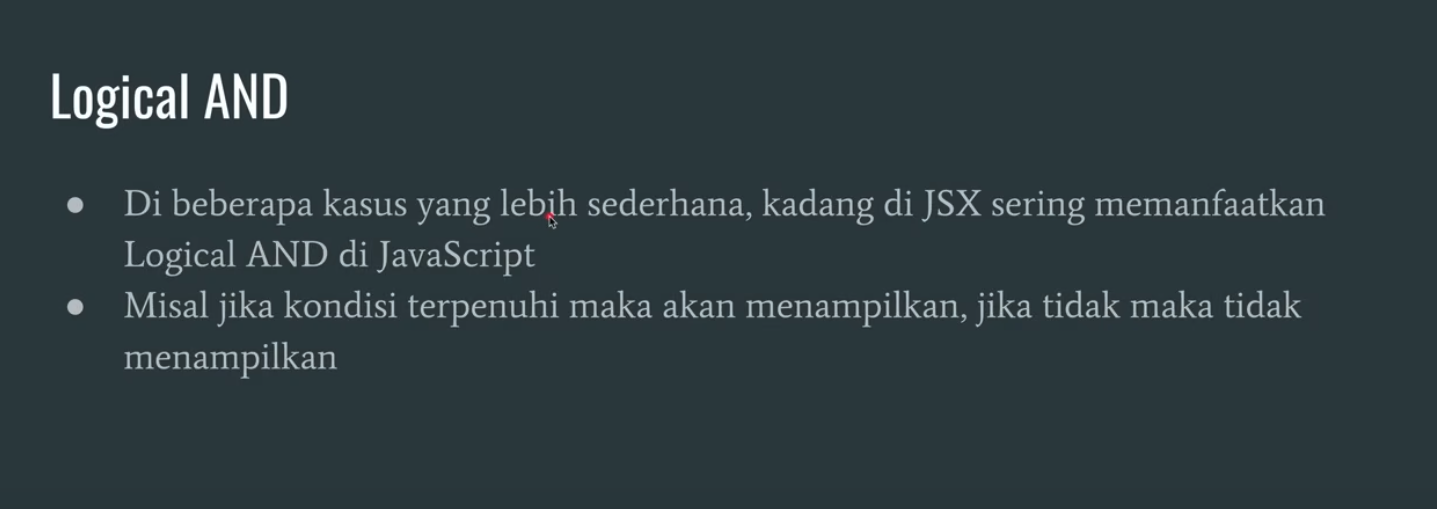 Logical AND
● Di beberapa kasus yang lebih sederhana, kadang di JSX sering memanfaatkan
Logical AND di JavaScript
● Misal jika kondisi terpenuhi maka akan menampilkan, jika tidak maka tidak
menampilkan